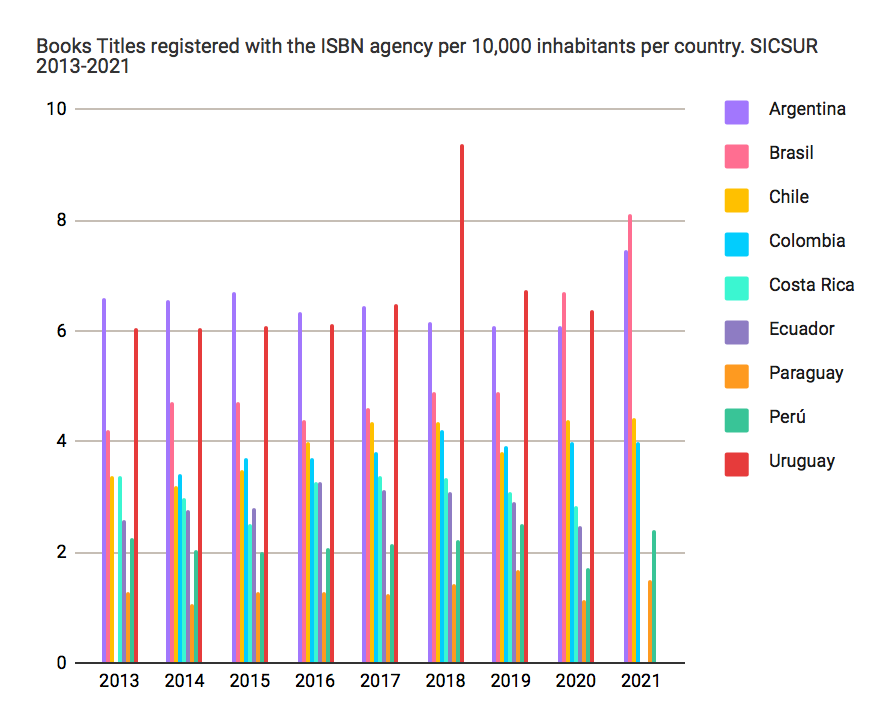 Books Titles registered with the ISBN agency per 10,000 inhabitants per country. SICSUR
2013-2021
10
8
6
4
2
0
2013 2014 2015 2016 2017 2018 2019 2020 2021
Argentina
Brasil
Chile
Colombia
Costa Rica
Ecuador
Paraguay
Perú
Uruguay